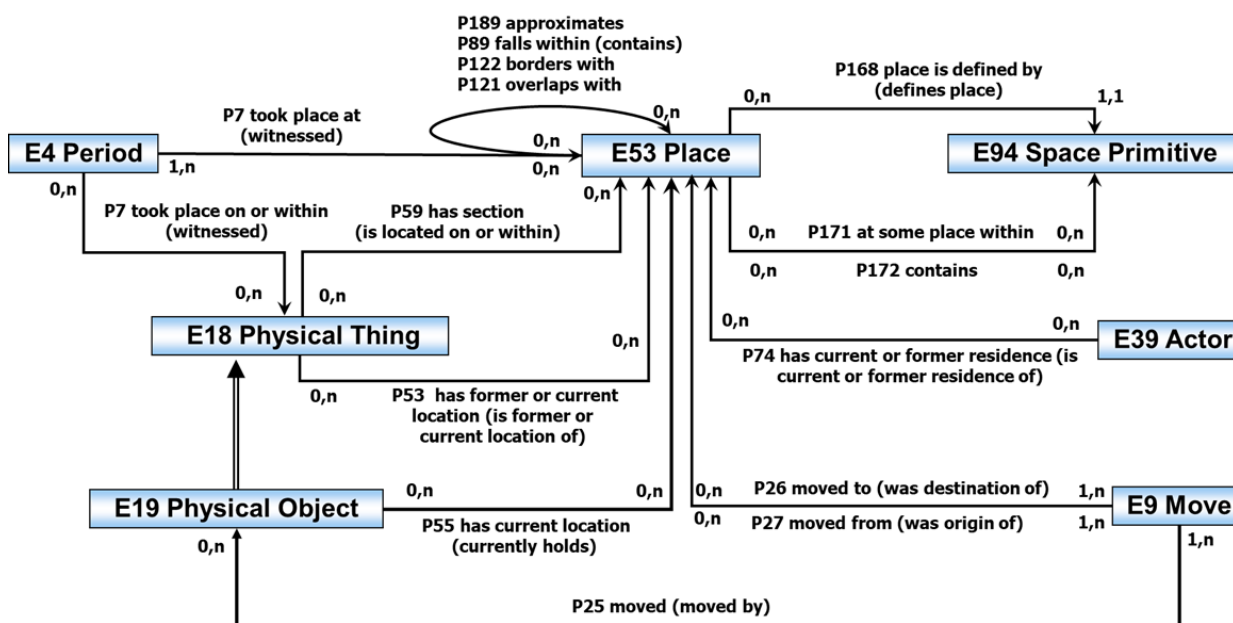 P189 approximates
P89 falls within (contains)
P122 borders with
P121 overlaps with
P7 took place at
(witnessed)
P168 place is defined by
(defines place)
0,n
0,n
1,1
0,n
E4 Period
1,n
0,n
E53 Place
E94 Space Primitive
0,n
0,n
P7 took place on or within
(witnessed)
P59 has section
(is located on or within)
0,n
P171 at some place within
0,n
0,n
P172 contains
0,n
0,n
0,n
E18 Physical Thing
0,n
0,n
0,n
E39 Actor
P74 has current or former residence (is
current or former residence of)
0,n
P53 has former or current
location (is former or
current location of)
E19 Physical Object
0,n
0,n
0,n
P26 moved to (was destination of)
1,n
E9 Move
P55 has current location
(currently holds)
0,n
P27 moved from (was origin of)
1,n
0,n
1,n
P25 moved (moved by)